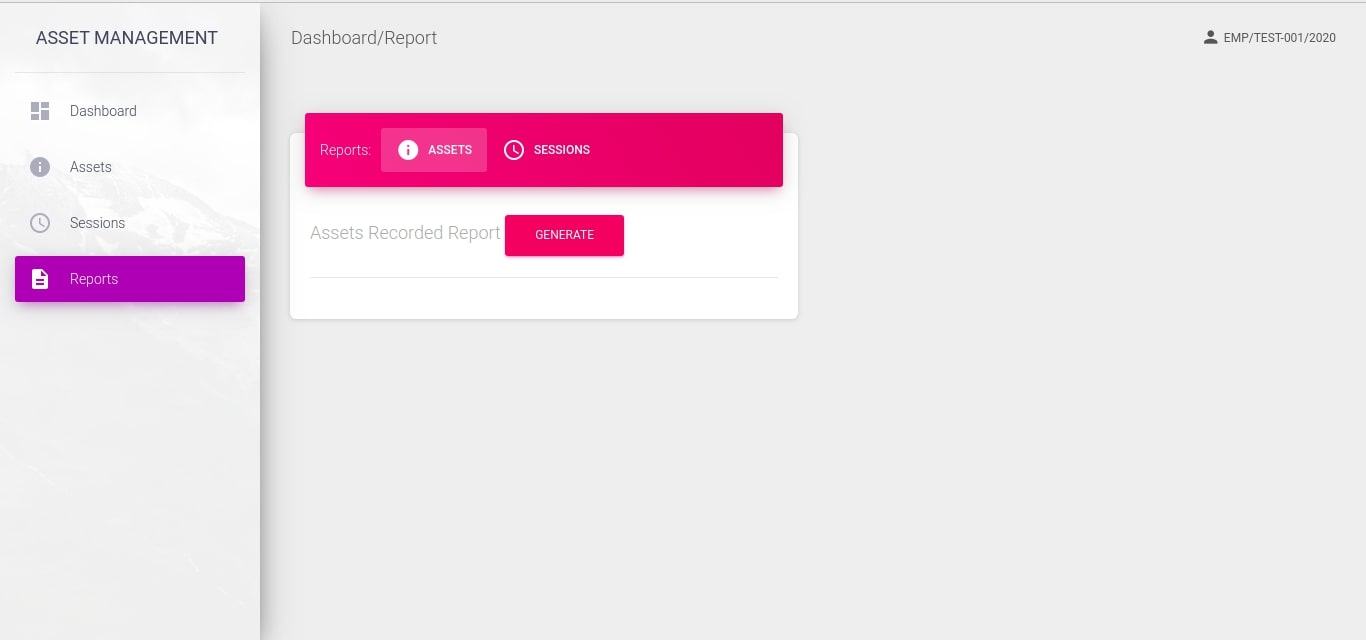 ASSET MANAGEMENT
Dashboard/Report
EMP/TEST-001/2020
Dashboard
Assets
Sessions
Reports
Reports: ASSETS SESSIONS
Assets Recorded Report GENERATE